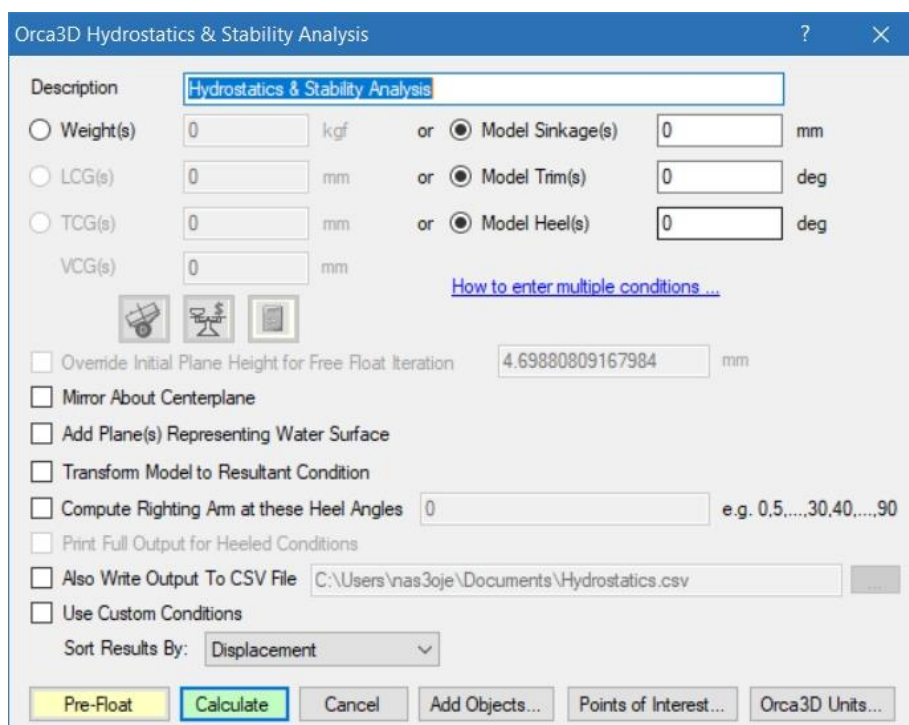 Orca3D Hydrostatics & Stability Analysis ? ×
Description Hydrostatics & Stability Analysis
Weight(s) 0 kgf or Model Sinkage(s) 0 mm
LCG(s) 0 mm or Model Trim(s) 0 deg
TCG(s) 0 mm or Model Heel(s) 0 deg
VCG(s) 0 mm
How to enter multiple conditions ...
Override Initial Plane Height for Free Float Iteration 4.69880809167984 mm
Mirror About Centerplane
Add Plane(s) Representing Water Surface
Transform Model to Resultant Condition
Compute Righting Arm at these Heel Angles 0 e.g. 0,5,...,30,40,...,90
Print Full Output for Heeled Conditions
Also Write Output To CSV File C:\Users\nas3oje\Documents\Hydrostatics.csv ...
Use Custom Conditions
Sort Results By: Displacement
Pre-Float Calculate Cancel Add Objects... Points of Interest... Orca3D Units...